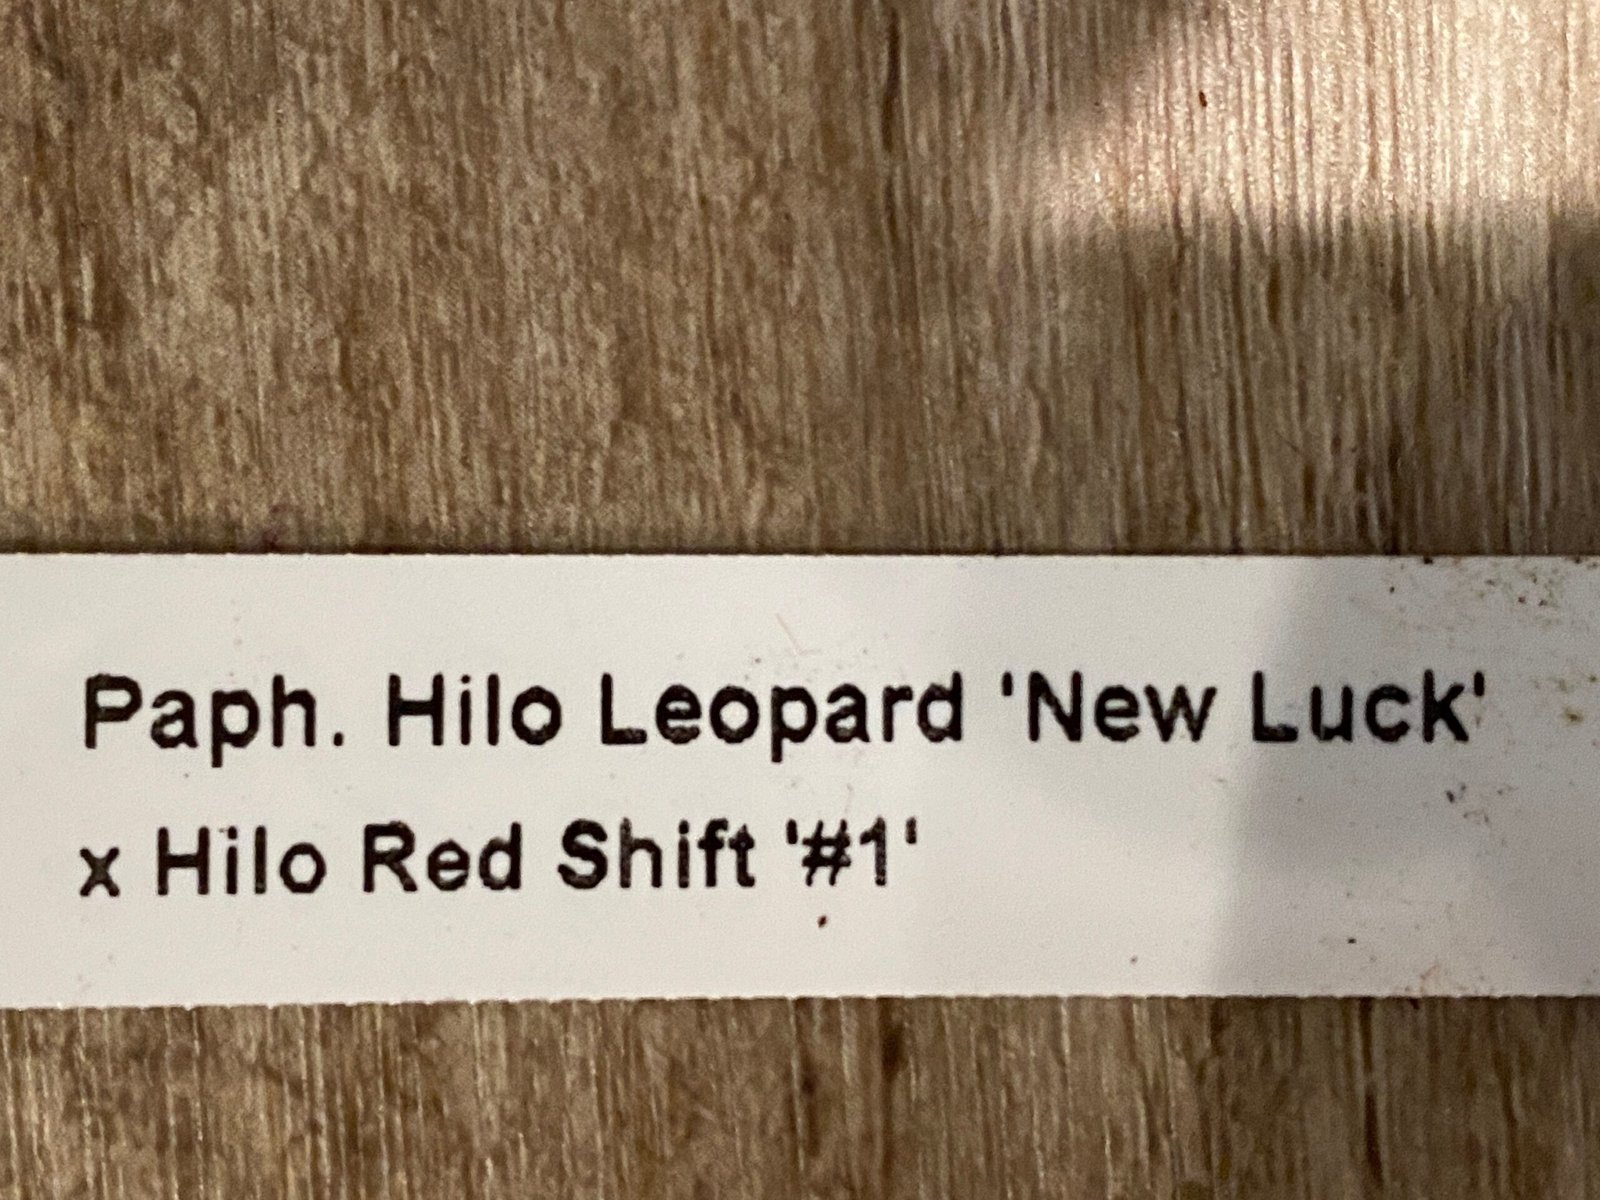 Paph. Hilo Leopard 'New Luck'
x Hilo Red Shift '#1'